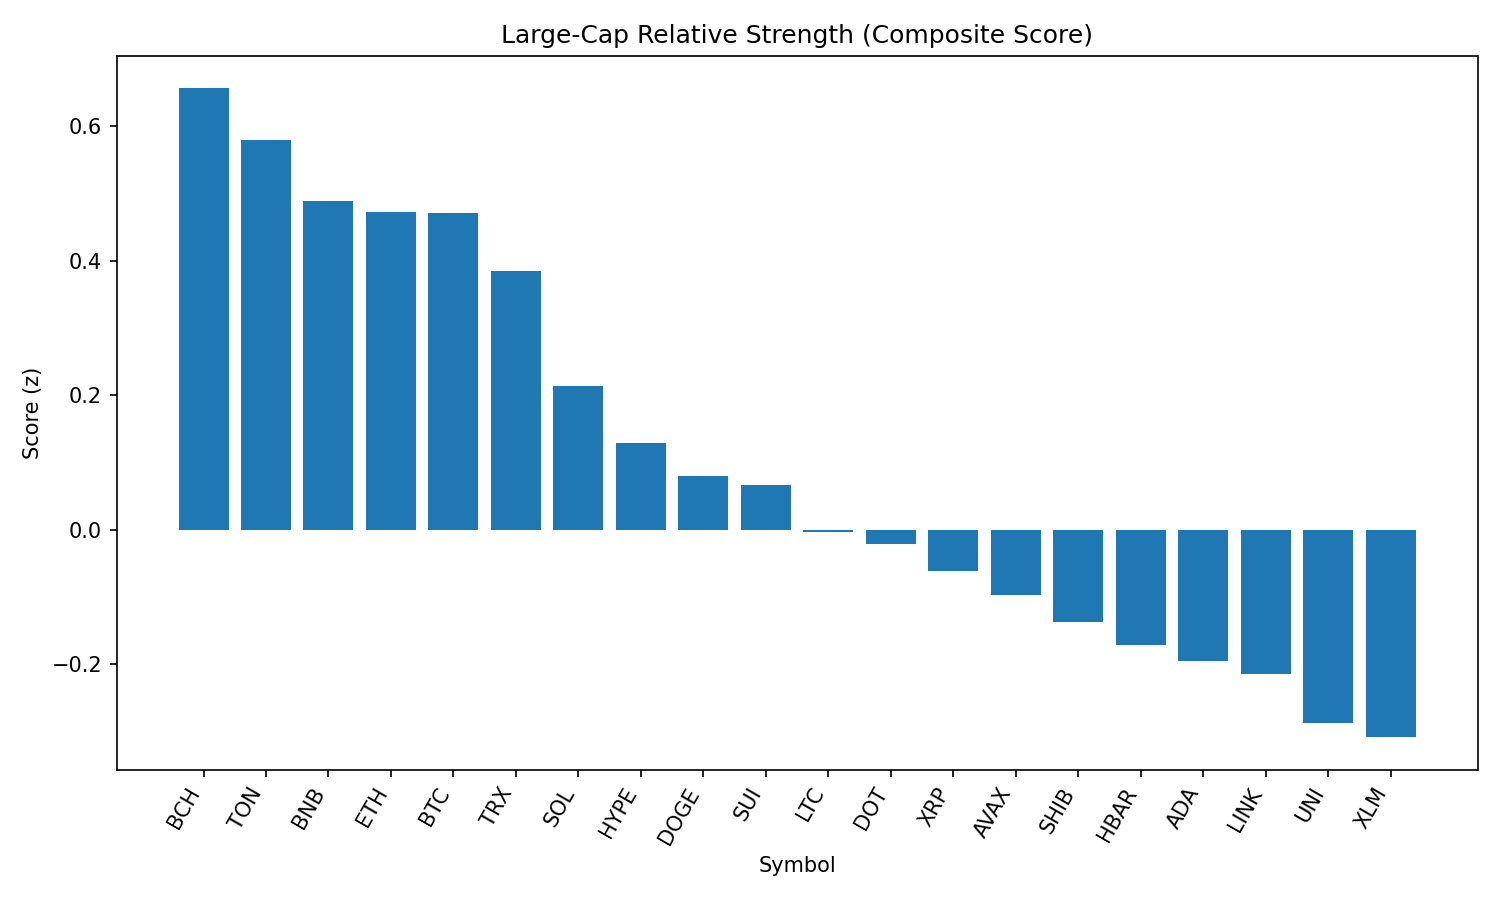 Large-Cap Relative Strength (Composite Score)
0.6
0.4
0.2
0.0
−0.2
Score (z)
BCH
TON
BNB
ETH
BTC
TRX
SOL
HYPE
DOGE
SUI
LTC
DOT
XRP
AVAX
SHIB
HBAR
ADA
LINK
UNI
XLM
Symbol